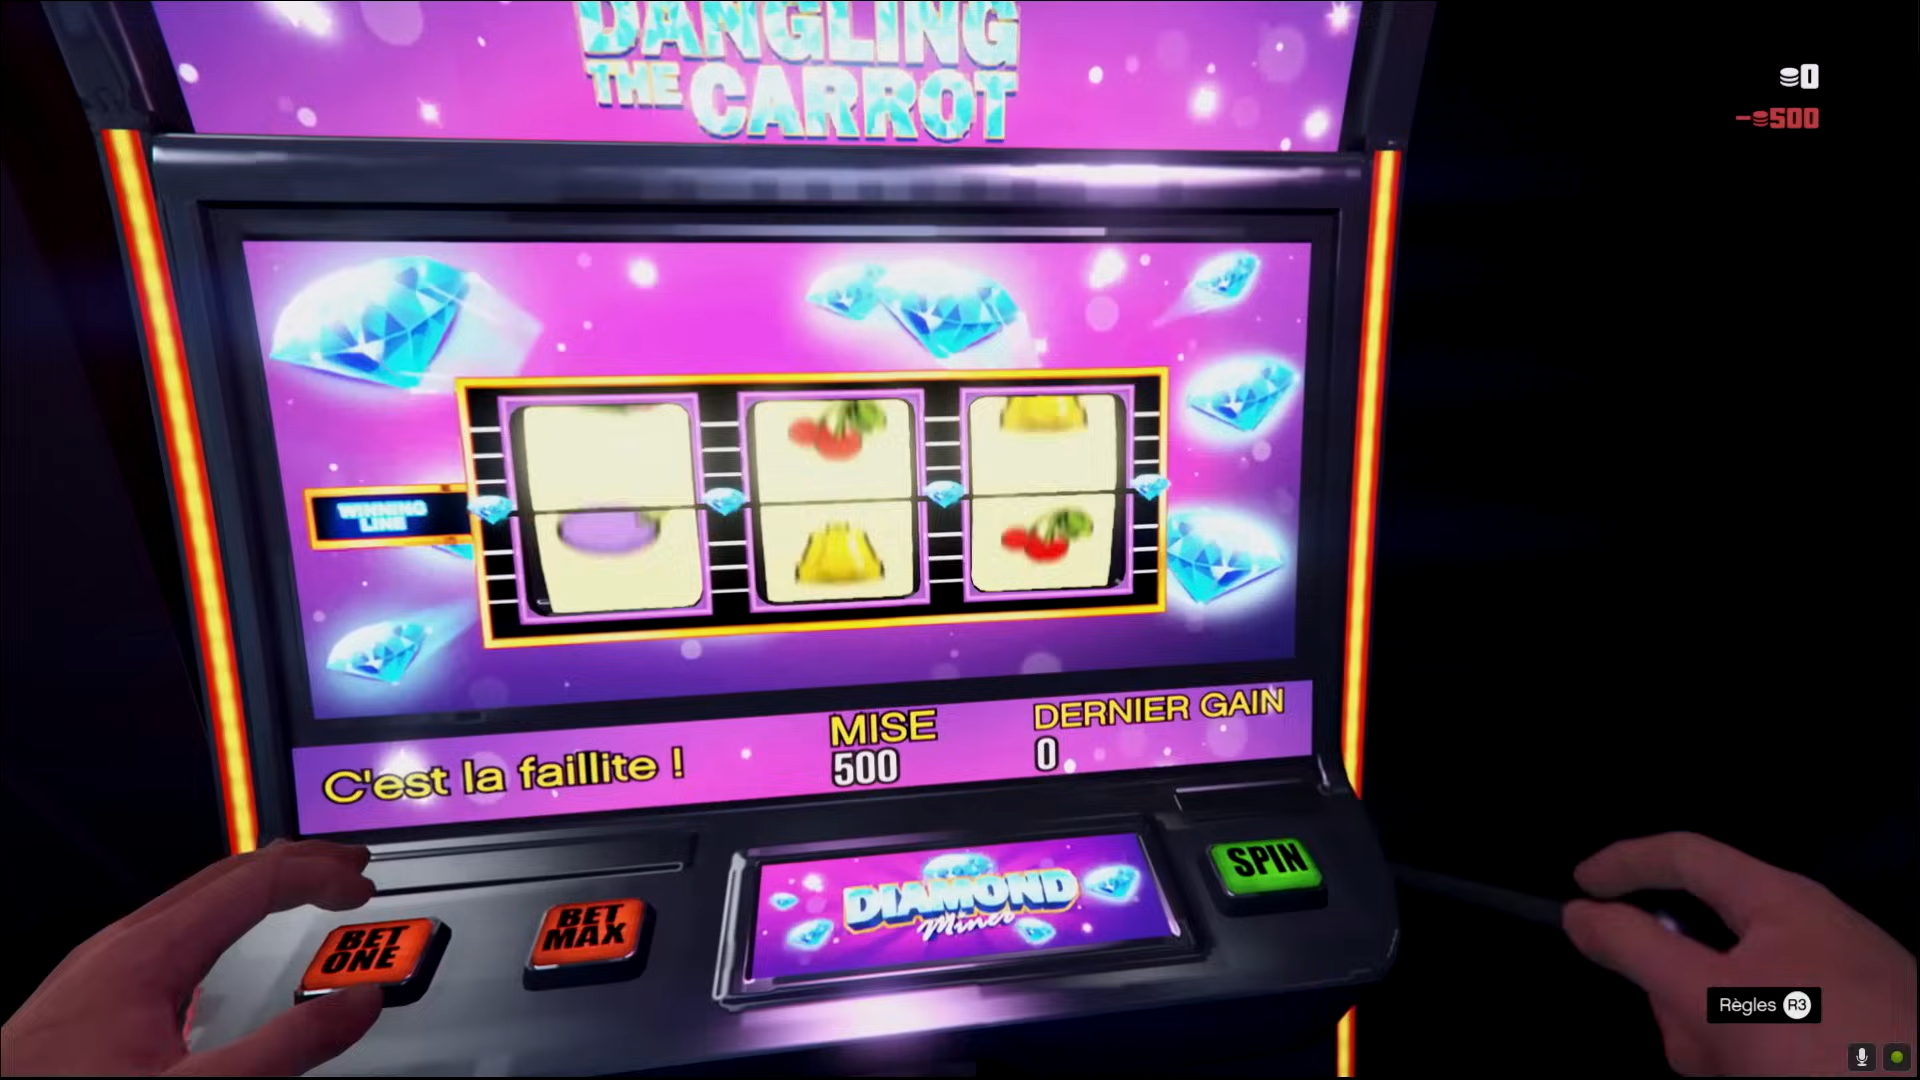 DANGLING
THE CARROT
0
-500
WINNING
LINE
C'est la faillite !
MISE
500
DERNIER GAIN
0
BET
ONE
BET
MAX
DIAMOND
Miner
SPIN
Règles R3